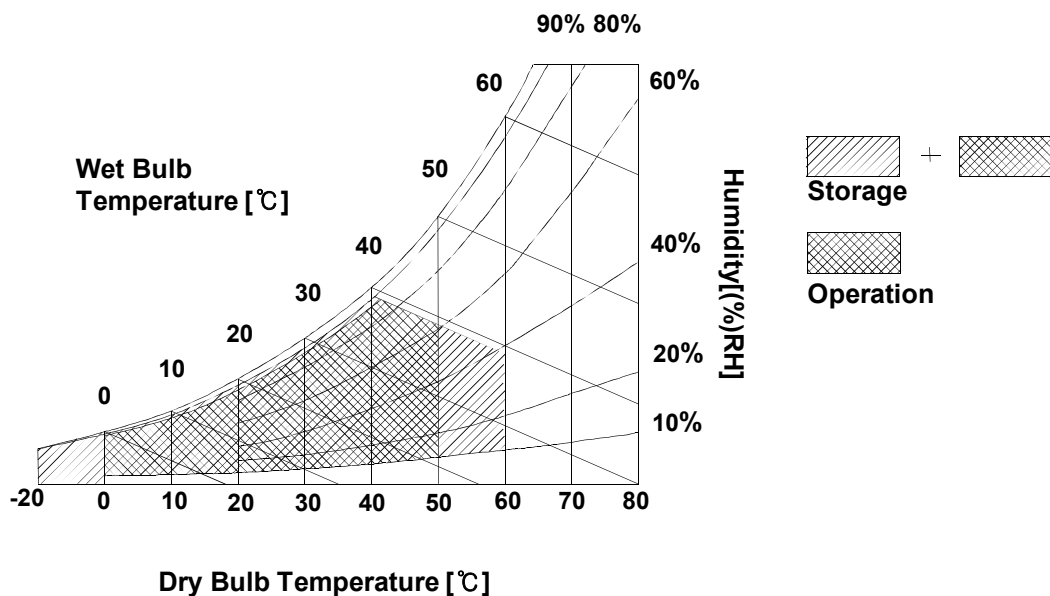 90% 80%
60
60%
Wet Bulb
Temperature [℃]
50
Humidity[(%)RH]
40
40%
30
20
20%
10
0
10%
-20 0 10 20 30 40 50 60 70 80
Dry Bulb Temperature [℃]
+
Storage
Operation